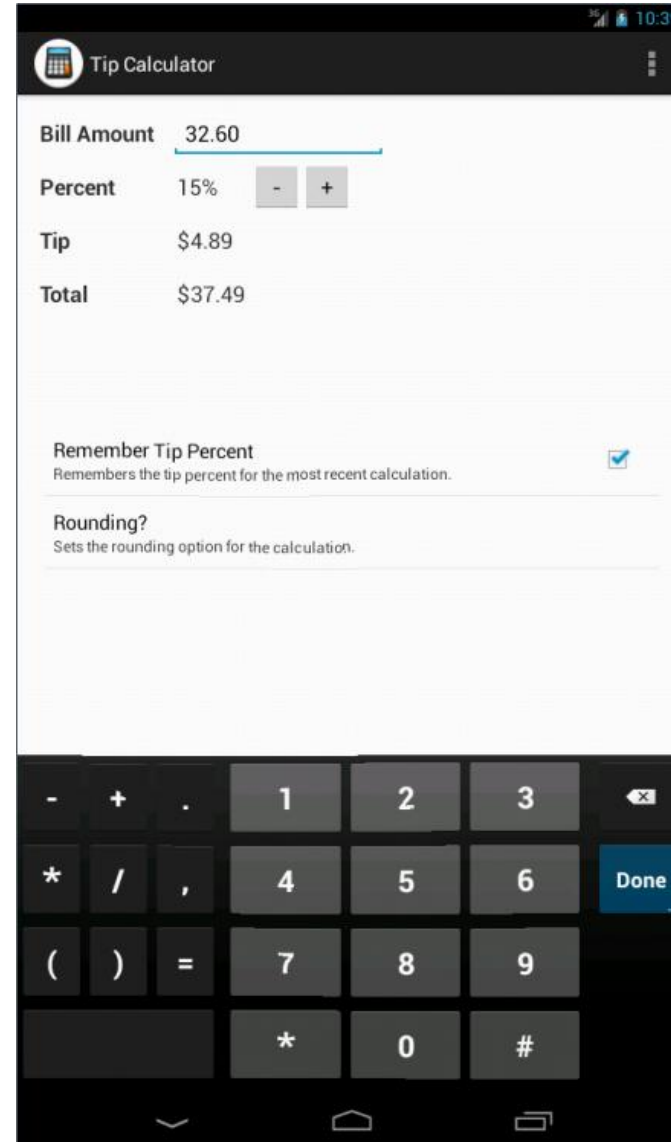 3G 10:3
Tip Calculator
Bill Amount 32.60
Percent 15% - +
Tip $4.89
Total $37.49
Remember Tip Percent
Remembers the tip percent for the most recent calculation.
Rounding?
Sets the rounding option for the calculation.
- + . 1 2 3
* / , 4 5 6 Done
( ) = 7 8 9
* 0 #